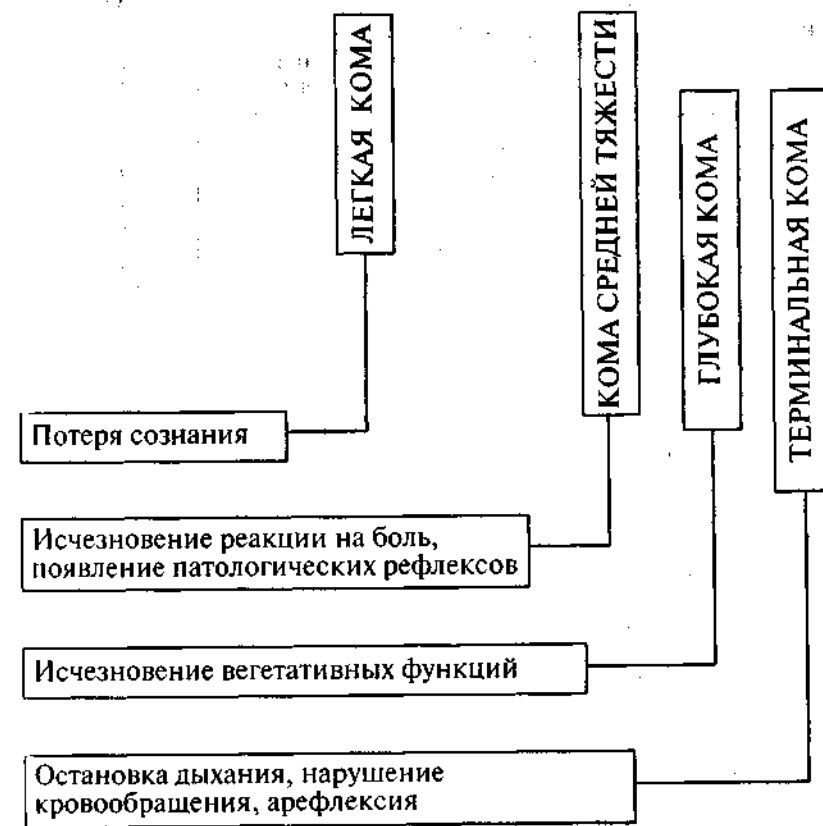 ЛЕГКАЯ КОМА
КОМА СРЕДНЕЙ ТЯЖЕСТИ
ГЛУБОКАЯ КОМА
ТЕРМИНАЛЬНАЯ КОМА
Потеря сознания
Исчезновение реакции на боль,
появление патологических рефлексов
Исчезновение вегетативных функций
Остановка дыхания, нарушение
кровообращения, арефлексия